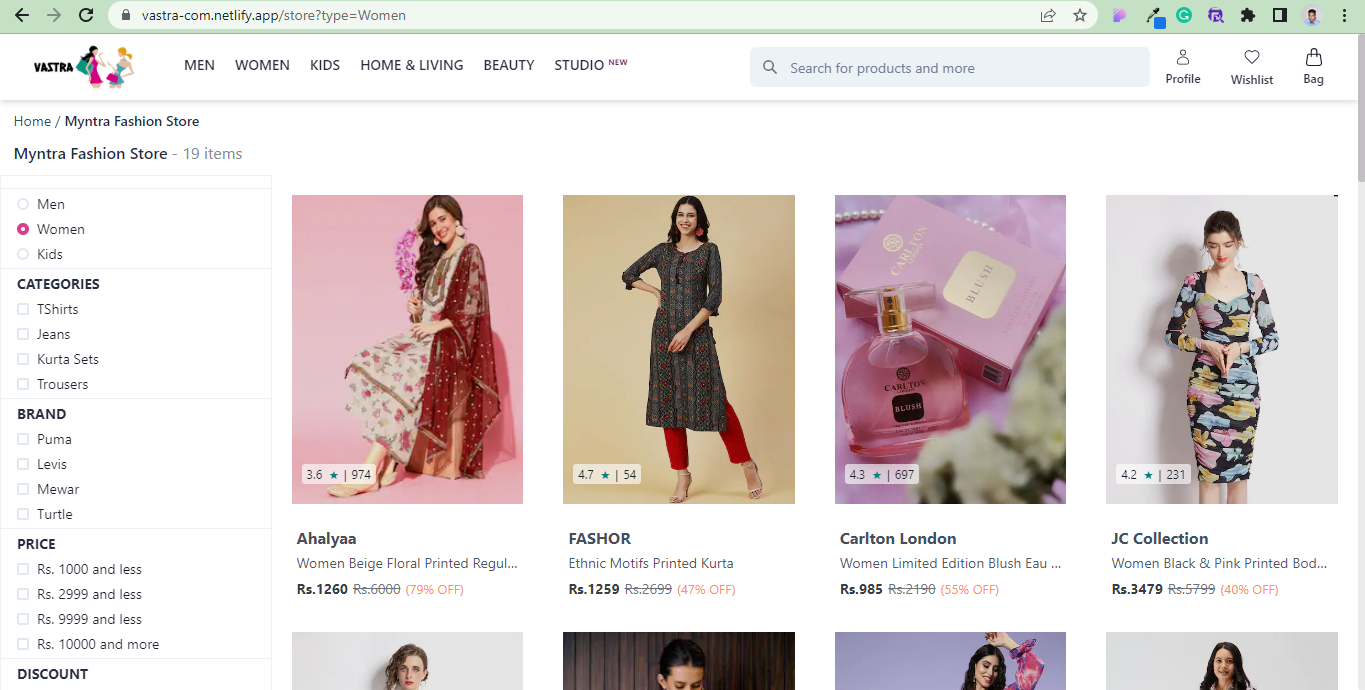 vastra-com.netlify.app/store?type=Women
VASTRA
MEN WOMEN KIDS HOME & LIVING BEAUTY STUDIO NEW
Search for products and more
Profile Wishlist Bag
Home / Myntra Fashion Store
Myntra Fashion Store - 19 items
Men
Women
Kids
CATEGORIES
TShirts
Jeans
Kurta Sets
Trousers
BRAND
Puma
Levis
Mewar
Turtle
PRICE
Rs. 1000 and less
Rs. 2999 and less
Rs. 9999 and less
Rs. 10000 and more
DISCOUNT
3.6 ★ | 974
Ahalyaa
Women Beige Floral Printed Regul...
Rs.1260 Rs.6000 (79% OFF)
4.7 ★ | 54
FASHOR
Ethnic Motifs Printed Kurta
Rs.1259 Rs.2699 (47% OFF)
CARLTON
LONDON
BLUSH
CARLTON
LONDON
BLUSH
4.3 ★ | 697
Carlton London
Women Limited Edition Blush Eau ...
Rs.985 Rs.2190 (55% OFF)
4.2 ★ | 231
JC Collection
Women Black & Pink Printed Bod...
Rs.3479 Rs.5799 (40% OFF)